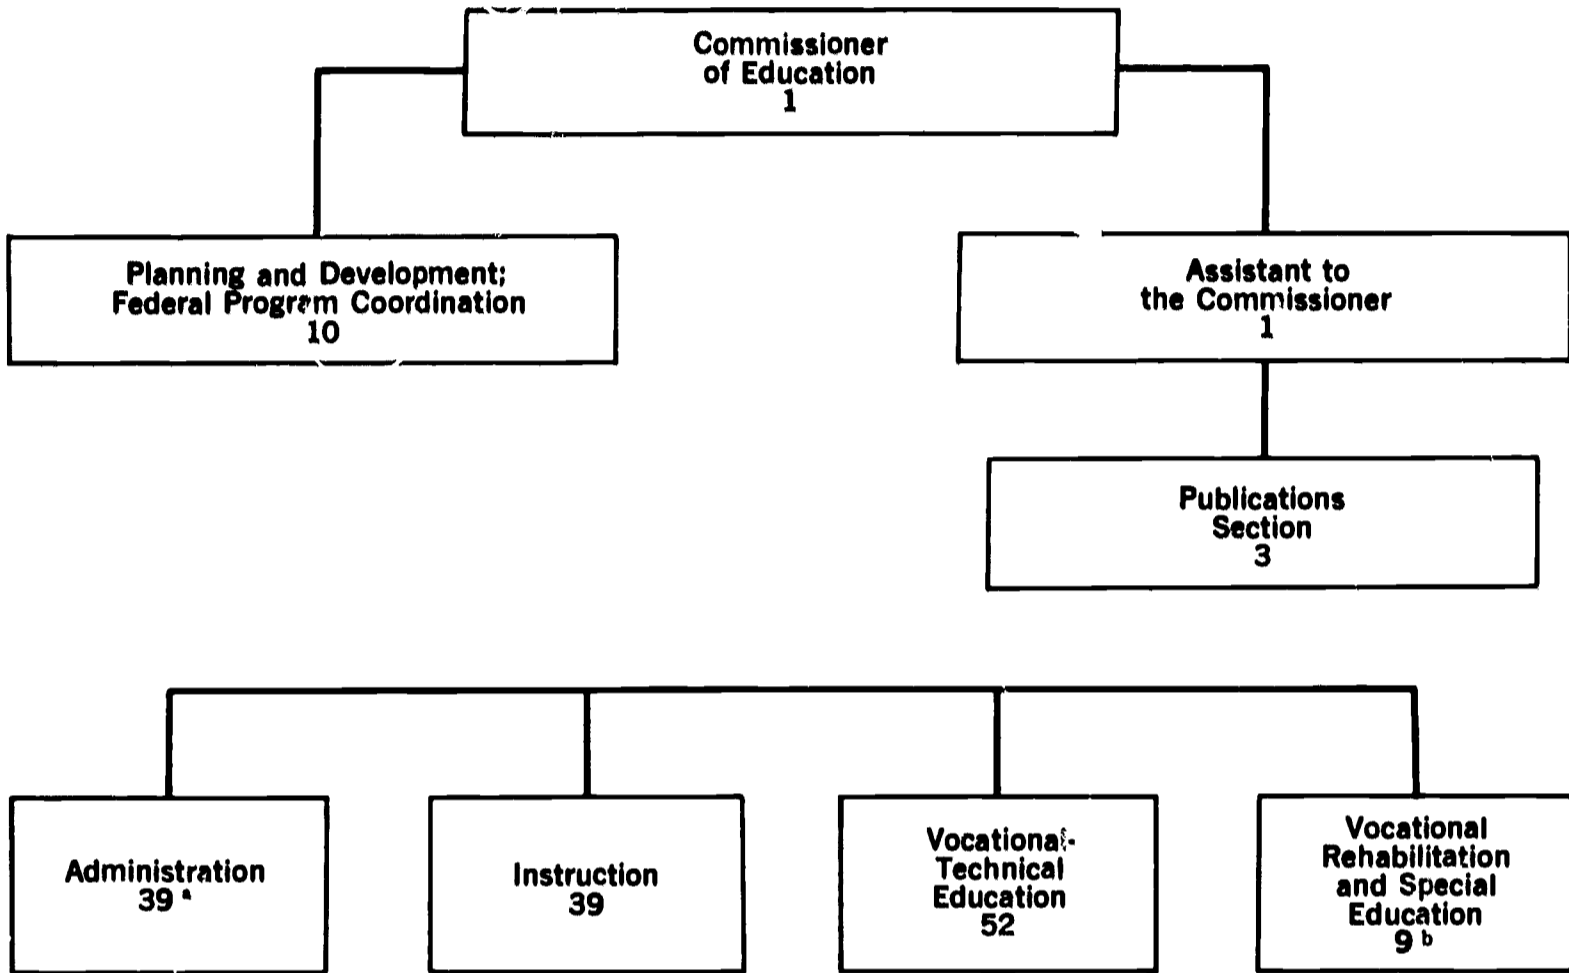 Commissioner
of Education
1
Planning and Development;
Federal Program Coordination
10
Assistant to
the Commissioner
1
Publications
Section
3
Administration
39 a
Instruction
39
Vocational-
Technical
Education
52
Vocational
Rehabilitation
and Special
Education
9 b